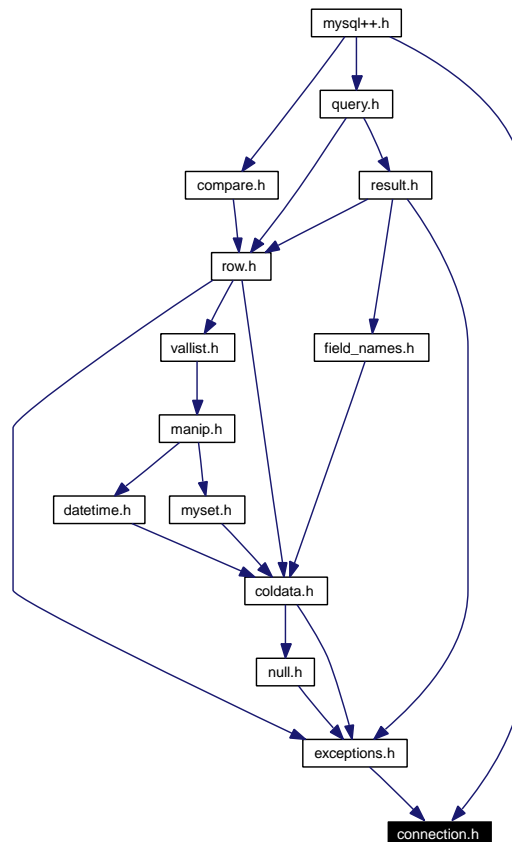 mysql++.h
query.h
compare.h
result.h
row.h
vallist.h
field_names.h
manip.h
datetime.h
myset.h
coldata.h
null.h
exceptions.h
connection.h